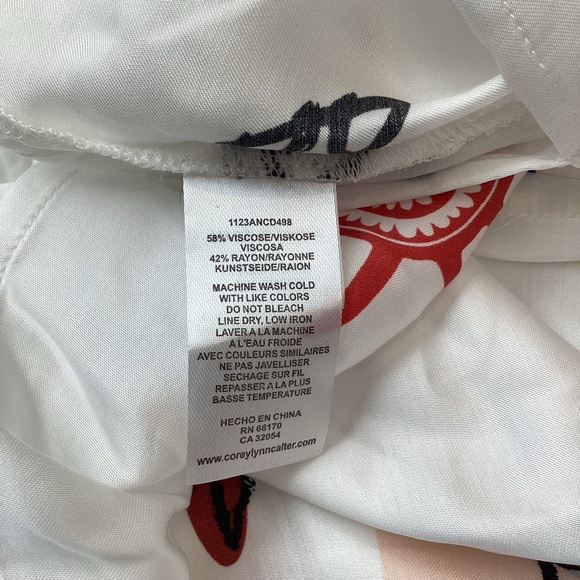 1123ANCD498
58% VISCOSE/VISKOSE
VISCOSA
42% RAYON/RAYONNE
KUNSTSEIDE/RAION
MACHINE WASH COLD
WITH LIKE COLORS
DO NOT BLEACH
LINE DRY, LOW IRON
LAVER A LA MACHINE
A L'EAU FROIDE
AVEC COULEURS SIMILAIRES
NE PAS JAVELLISER
SECHAGE SUR FIL
REPASSER A LA PLUS
BASSE TEMPERATURE
HECHO EN CHINA
RN 66170
CA 32054
www.coreylynncalter.com